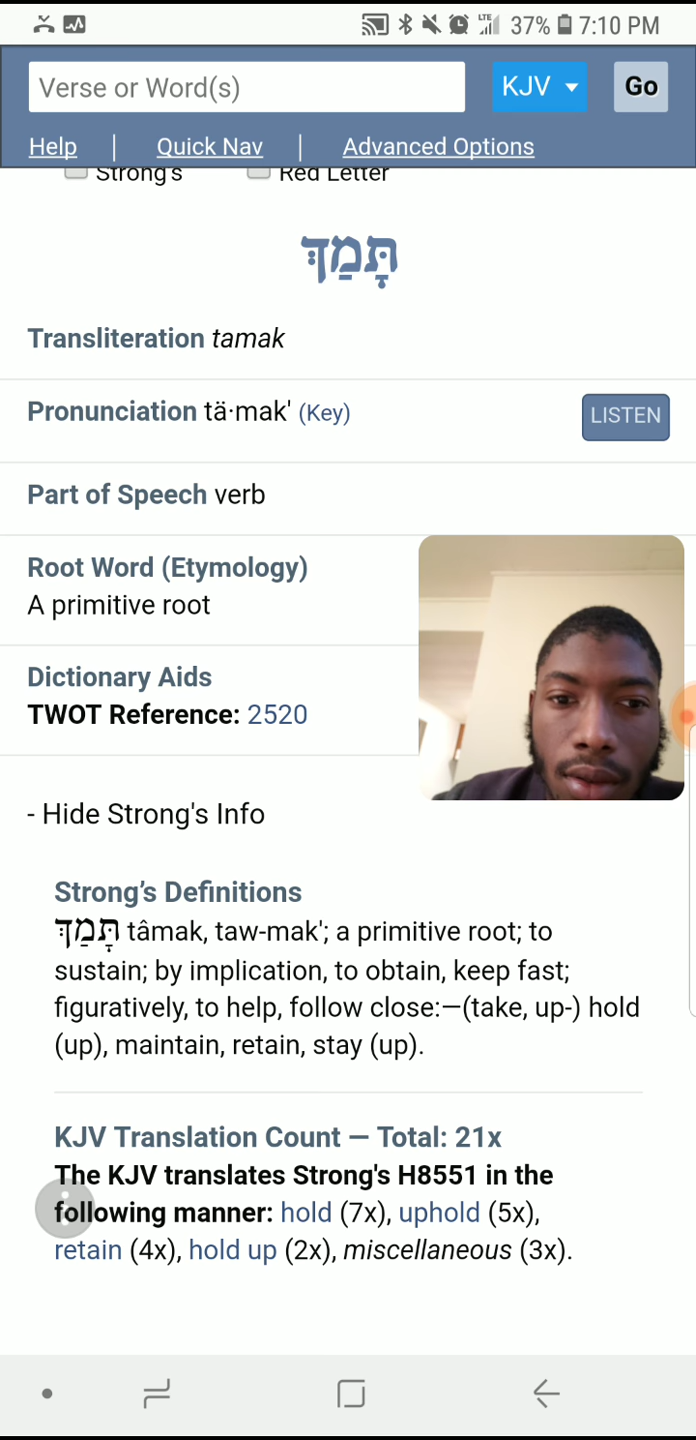 LTE 37% 7:10 PM
Verse or Word(s) KJV Go
Help | Quick Nav | Advanced Options
Strong's Red Letter
תָּמַךְ
Transliteration tamak
Pronunciation tä·mak' (Key) LISTEN
Part of Speech verb
Root Word (Etymology)
A primitive root
Dictionary Aids
TWOT Reference: 2520
- Hide Strong's Info
Strong’s Definitions
תָּמַךְ tâmak, taw-mak'; a primitive root; to
sustain; by implication, to obtain, keep fast;
figuratively, to help, follow close:—(take, up-) hold
(up), maintain, retain, stay (up).
KJV Translation Count — Total: 21x
The KJV translates Strong's H8551 in the
following manner: hold (7x), uphold (5x),
retain (4x), hold up (2x), miscellaneous (3x).